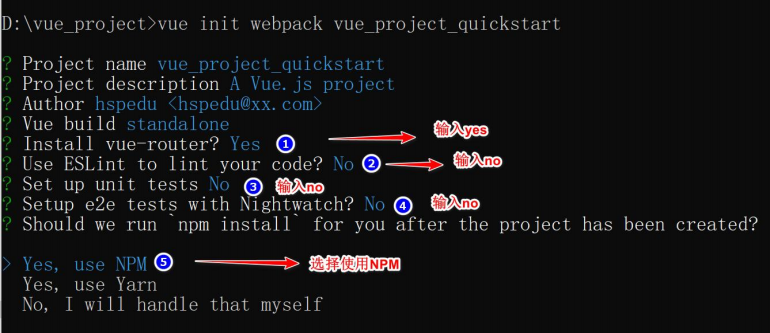 D:\vue_project>vue init webpack vue_project_quickstart
? Project name vue_project_quickstart
? Project description A Vue.js project
? Author hspedu <hspedu@xx.com>
? Vue build standalone
? Install vue-router? Yes 1 输入yes
? Use ESLint to lint your code? No 2 输入no
? Set up unit tests No 3 输入no
? Setup e2e tests with Nightwatch? No 4 输入no
? Should we run `npm install` for you after the project has been created?
> Yes, use NPM 5 选择使用NPM
Yes, use Yarn
No, I will handle that myself